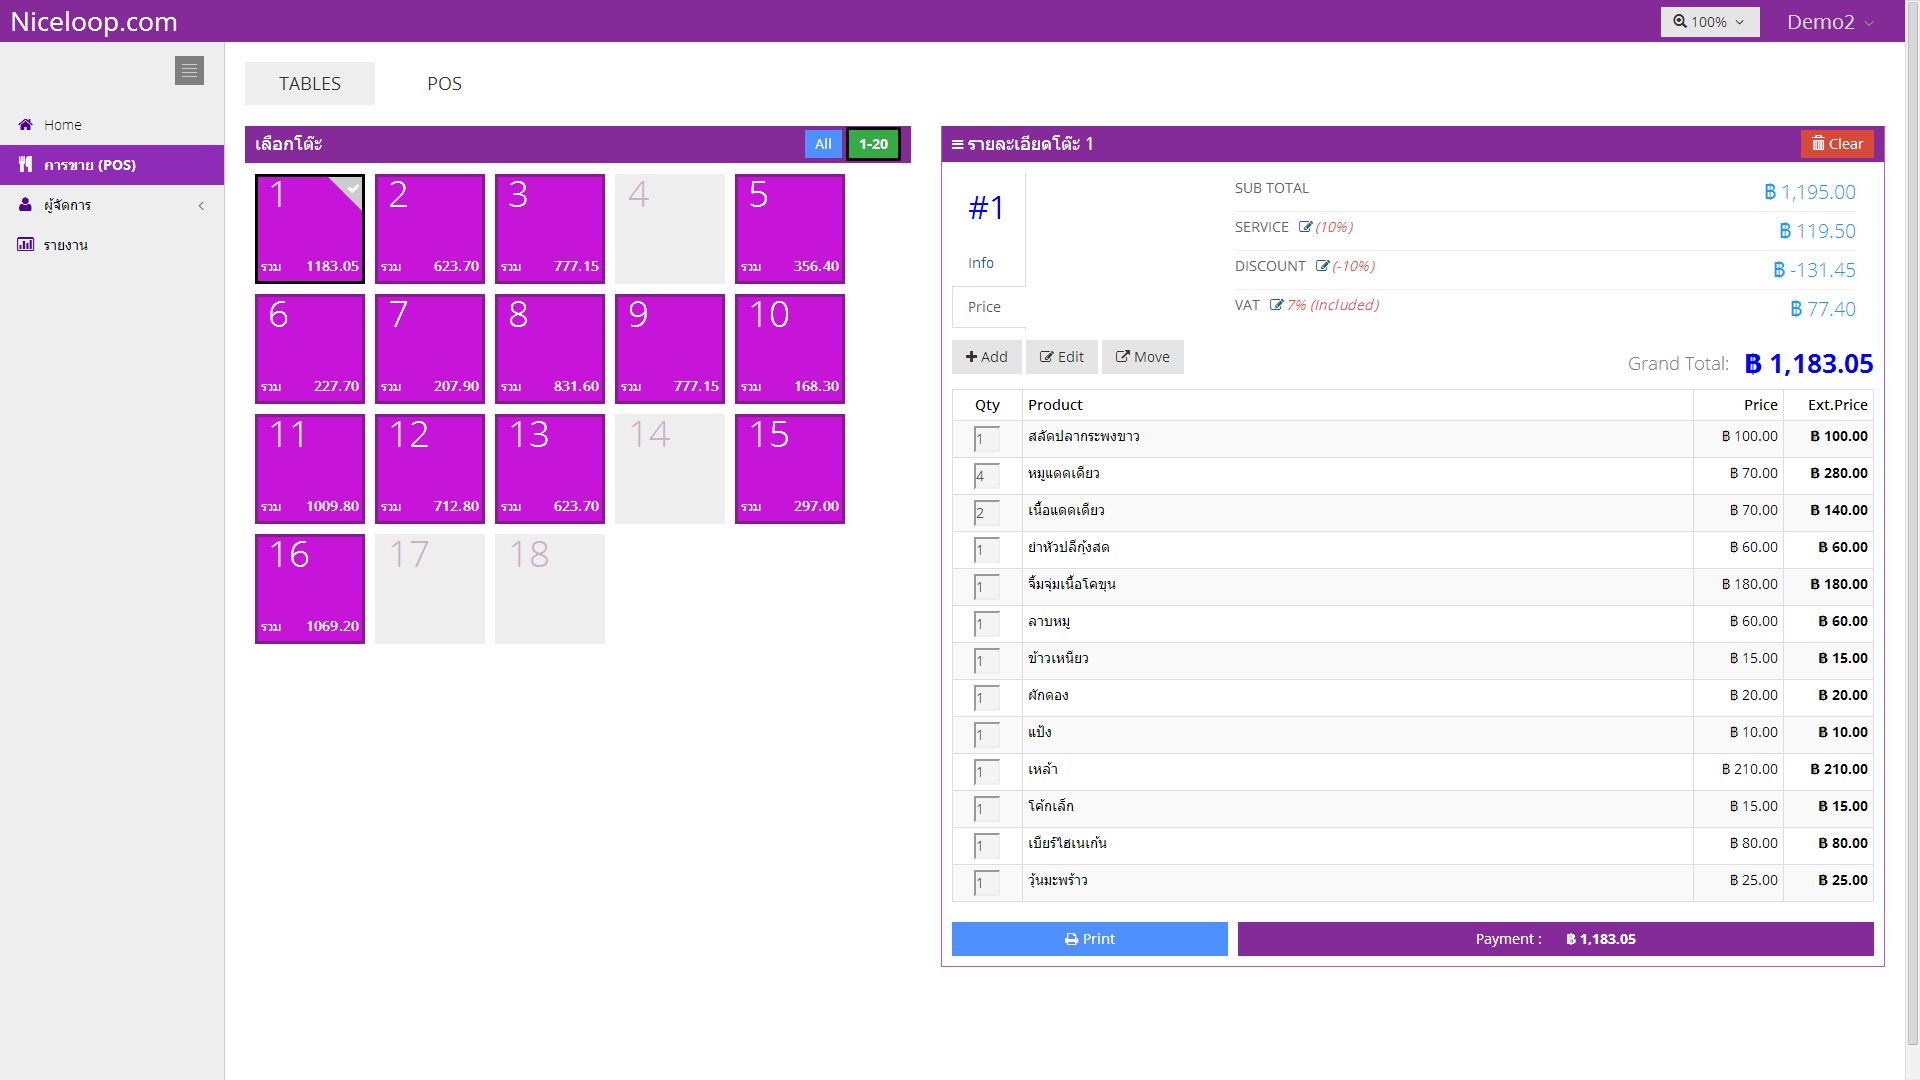 Niceloop.com
100%
Demo2
Home
การขาย (POS)
ผู้จัดการ
รายงาน
TABLES
POS
เลือกโต๊ะ
All
1-20
1
รวม 1183.05
2
รวม 623.70
3
รวม 777.15
4
5
รวม 356.40
6
รวม 227.70
7
รวม 207.90
8
รวม 831.60
9
รวม 777.15
10
รวม 168.30
11
รวม 1009.80
12
รวม 712.80
13
รวม 623.70
14
15
รวม 297.00
16
รวม 1069.20
17
18
รายละเอียดโต๊ะ 1
Clear
#1
Info
Price
SUB TOTAL ฿ 1,195.00
SERVICE (10%) ฿ 119.50
DISCOUNT (-10%) ฿ -131.45
VAT 7% (Included) ฿ 77.40
Add
Edit
Move
Grand Total: ฿ 1,183.05
Qty Product Price Ext.Price
1 สลัดปลากระพงขาว ฿ 100.00 ฿ 100.00
4 หมูแดดเดียว ฿ 70.00 ฿ 280.00
2 เนื้อแดดเดียว ฿ 70.00 ฿ 140.00
1 ยำหัวปลีกุ้งสด ฿ 60.00 ฿ 60.00
1 จิ้มจุ่มเนื้อโคขุน ฿ 180.00 ฿ 180.00
1 ลาบหมู ฿ 60.00 ฿ 60.00
1 ข้าวเหนียว ฿ 15.00 ฿ 15.00
1 ผักดอง ฿ 20.00 ฿ 20.00
1 แป้ง ฿ 10.00 ฿ 10.00
1 เหล้า ฿ 210.00 ฿ 210.00
1 โค้กเล็ก ฿ 15.00 ฿ 15.00
1 เบียร์ไฮเนเก้น ฿ 80.00 ฿ 80.00
1 วุ้นมะพร้าว ฿ 25.00 ฿ 25.00
Print
Payment : ฿ 1,183.05